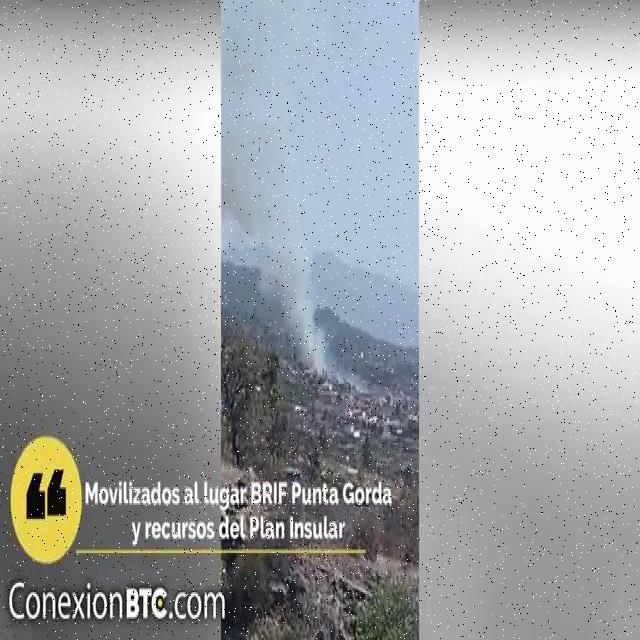 Movilizados al lugar BRIF Punta Gorda
y recursos del Plan Insular
ConexionBTC.com